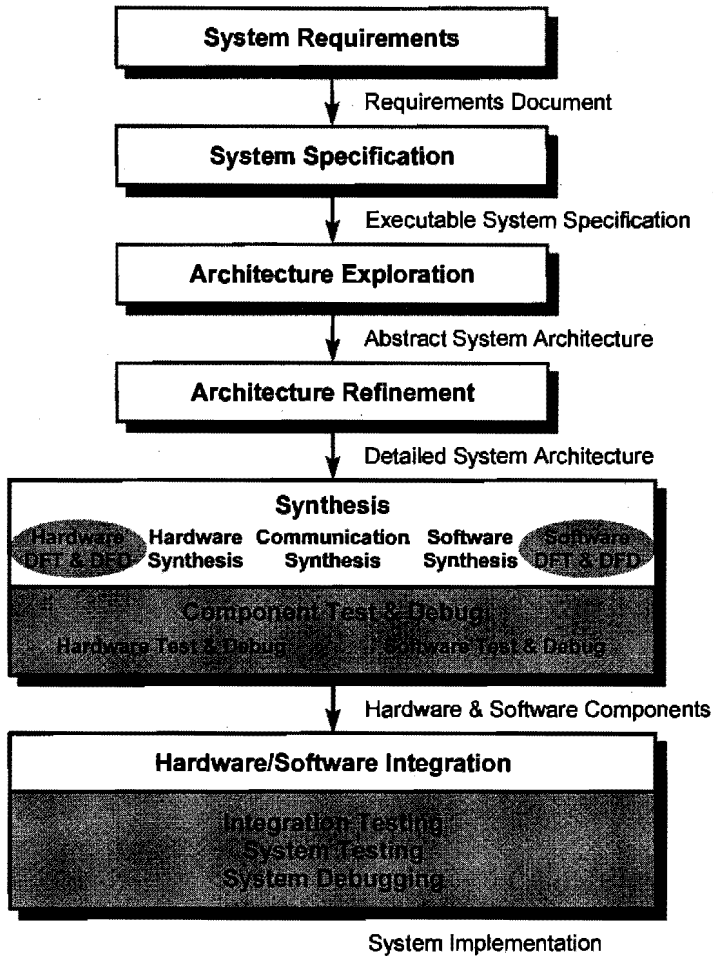 System Requirements
Requirements Document
System Specification
Executable System Specification
Architecture Exploration
Abstract System Architecture
Architecture Refinement
Detailed System Architecture
Synthesis
Hardware Hardware Communication Software Software
DFT & DFD Synthesis Synthesis Synthesis DFT & DFD
Component Test & Debug
Hardware Test & Debug Software Test & Debug
Hardware & Software Components
Hardware/Software Integration
Integration Testing
System Testing
System Debugging
System Implementation